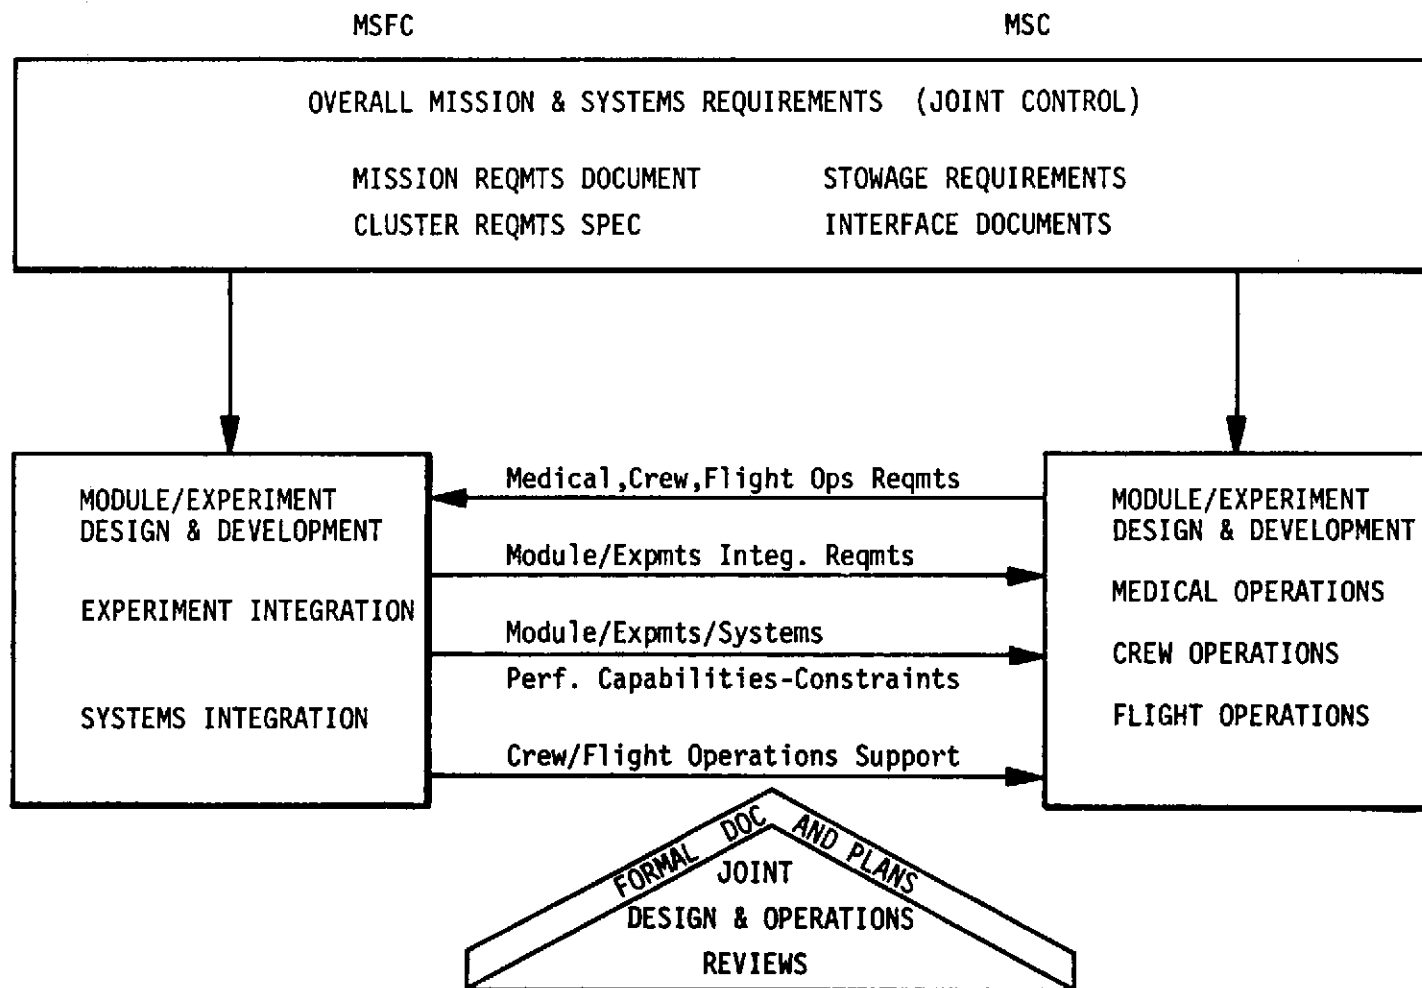 MSFC MSC
OVERALL MISSION & SYSTEMS REQUIREMENTS (JOINT CONTROL)
MISSION REQMTS DOCUMENT STOWAGE REQUIREMENTS
CLUSTER REQMTS SPEC INTERFACE DOCUMENTS
MODULE/EXPERIMENT
DESIGN & DEVELOPMENT
EXPERIMENT INTEGRATION
SYSTEMS INTEGRATION
Medical,Crew,Flight Ops Reqmts
Module/Expmts Integ. Reqmts
Module/Expmts/Systems
Perf. Capabilities-Constraints
Crew/Flight Operations Support
MODULE/EXPERIMENT
DESIGN & DEVELOPMENT
MEDICAL OPERATIONS
CREW OPERATIONS
FLIGHT OPERATIONS
FORMAL DOC AND PLANS
JOINT
DESIGN & OPERATIONS
REVIEWS